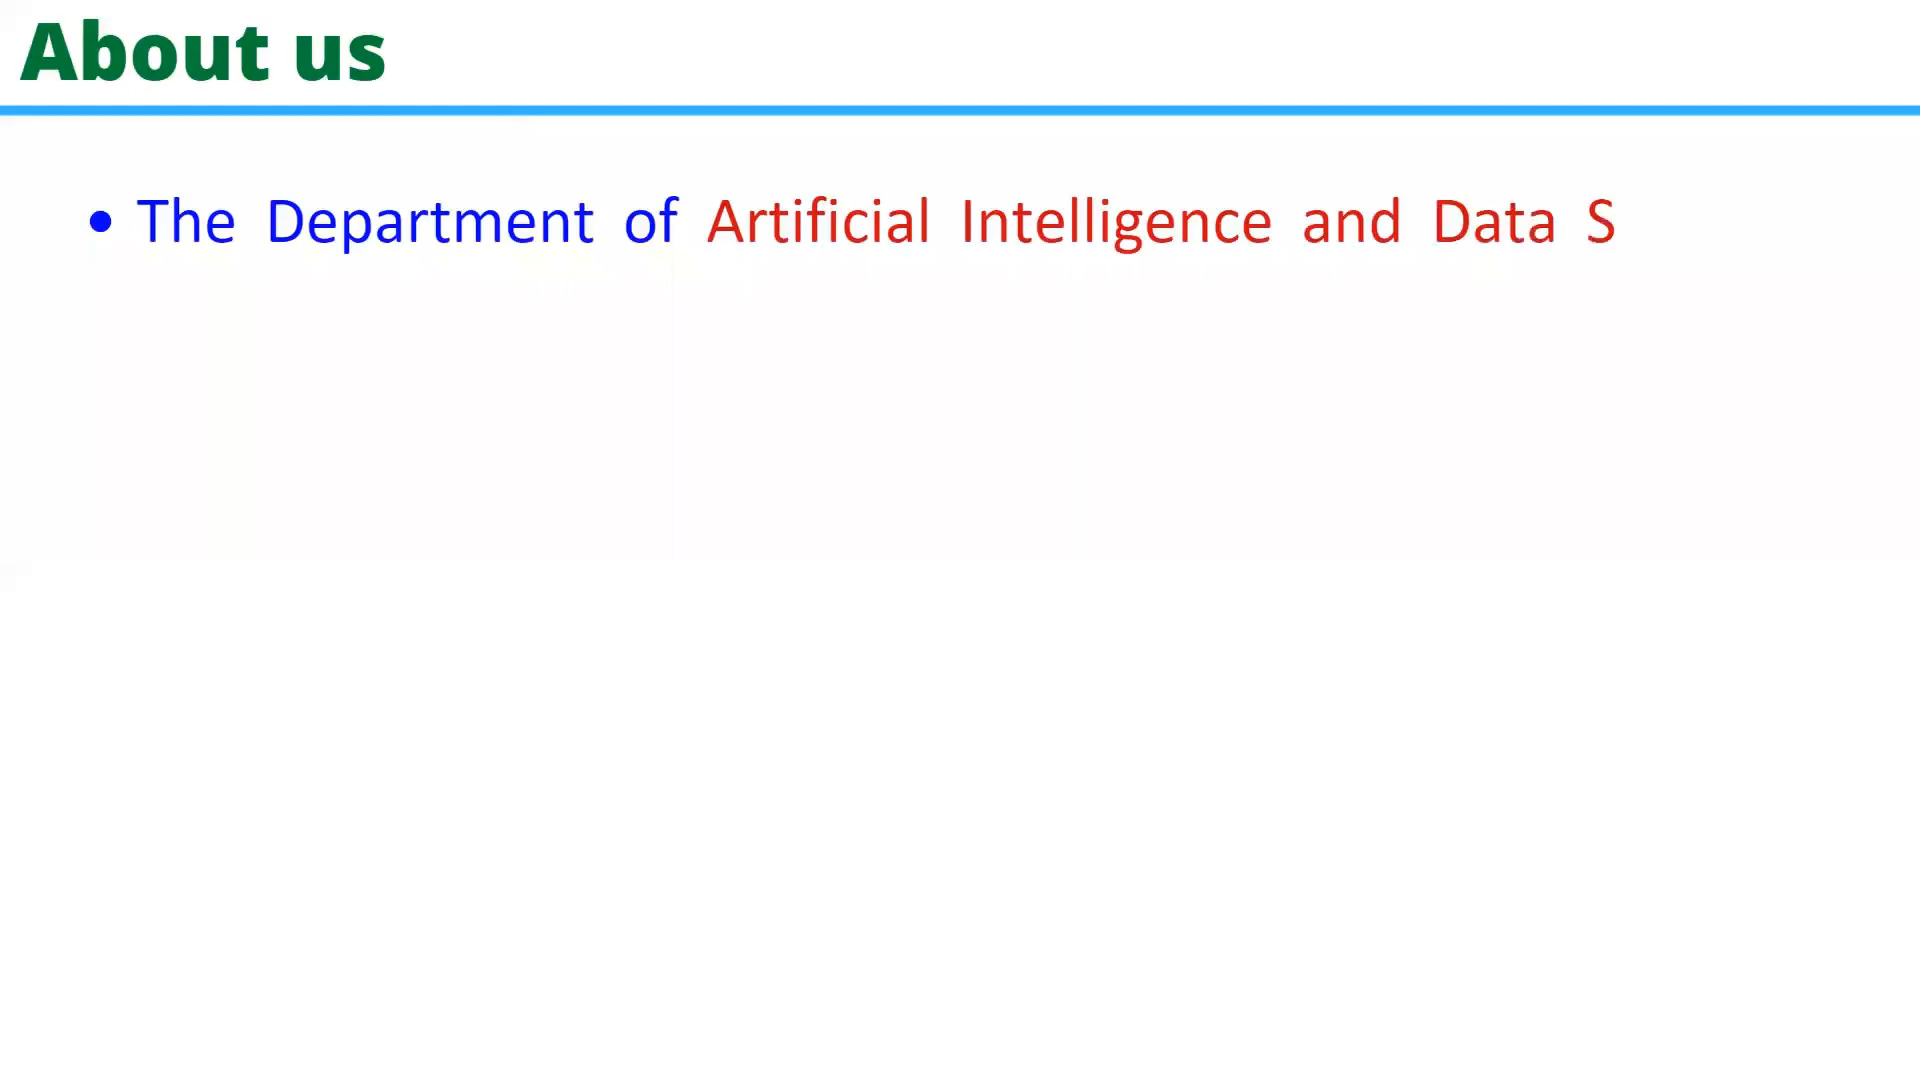 About us
• The Department of Artificial Intelligence and Data S